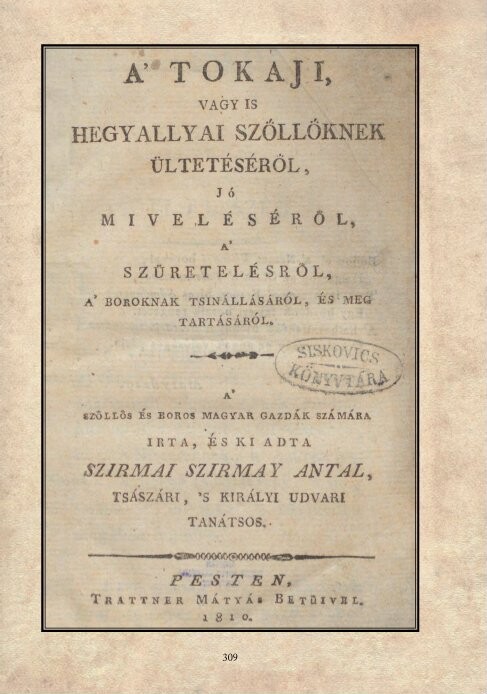 A' TOKAJI,
VAGY IS
HEGYALLYAI SZŐLLŐKNEK
ÜLTETÉSÉRŐL,
JÓ
MIVELÉSÉRŐL,
A'
SZÜRETELÉSRŐL,
A' BOROKNAK TSINÁLLÁSÁRÓL, ÉS MEG
TARTÁSÁRÓL.
SISKOVICS
KÖNYVTÁRA
A'
SZŐLLŐS ÉS BOROS MAGYAR GAZDÁK SZÁMÁRA
IRTA, ÉS KI ADTA
SZIRMAI SZIRMAY ANTAL,
TSÁSZÁRI, 'S KIRÁLYI UDVARI
TANÁTSOS.
PESTEN,
TRATTNER MÁTYÁS BETŰIVEL.
1810.
309